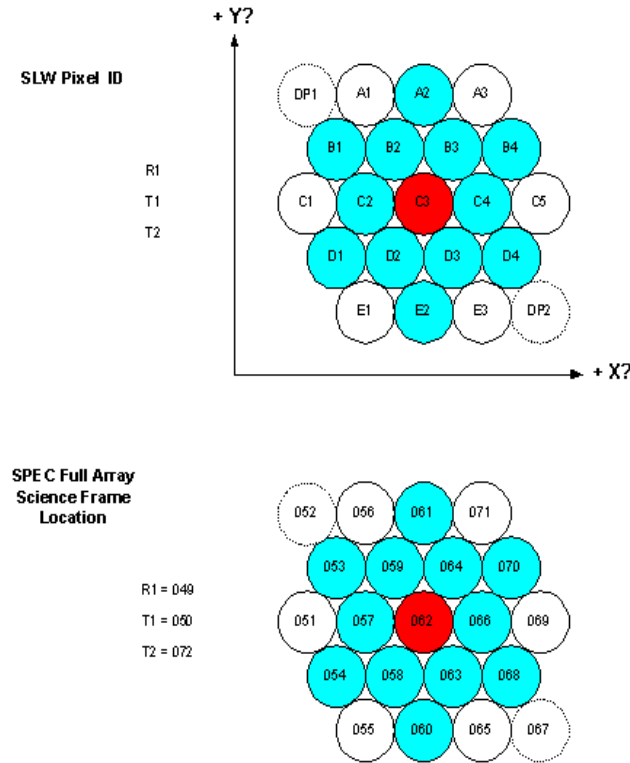 + Y?
SLW Pixel ID
DP1 A1 A2 A3
B1 B2 B3 B4
R1
T1
C1 C2 C3 C4 C5
T2
D1 D2 D3 D4
E1 E2 E3 DP2
+ X?
SPEC Full Array
Science Frame
Location
052 056 061 071
053 059 064 070
R1 = 049
T1 = 050
051 057 062 066 069
T2 = 072
054 058 063 068
055 060 065 067